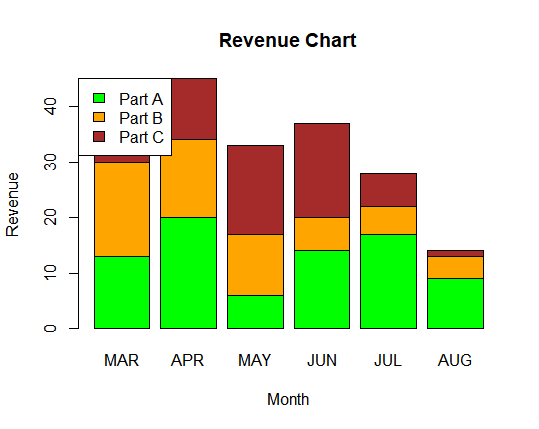 Revenue Chart
Part A
Part B
Part C
Revenue
40
30
20
10
0
MAR APR MAY JUN JUL AUG
Month